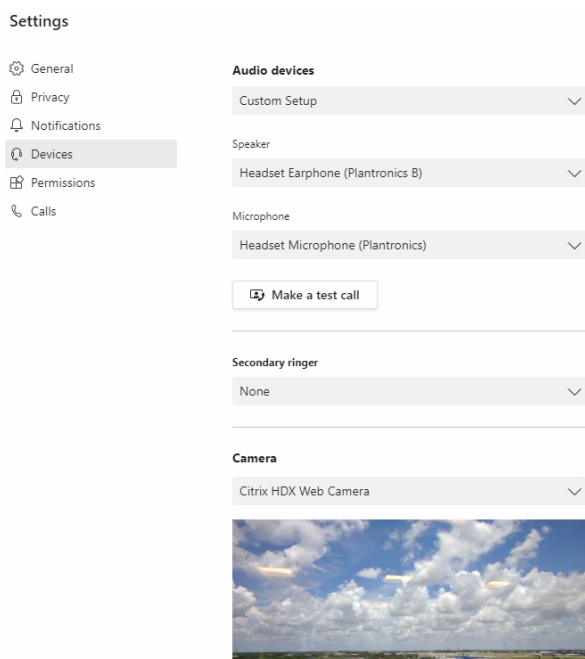 Settings
General
Privacy
Notifications
Devices
Permissions
Calls
Audio devices
Custom Setup
Speaker
Headset Earphone (Plantronics B)
Microphone
Headset Microphone (Plantronics)
Make a test call
Secondary ringer
None
Camera
Citrix HDX Web Camera